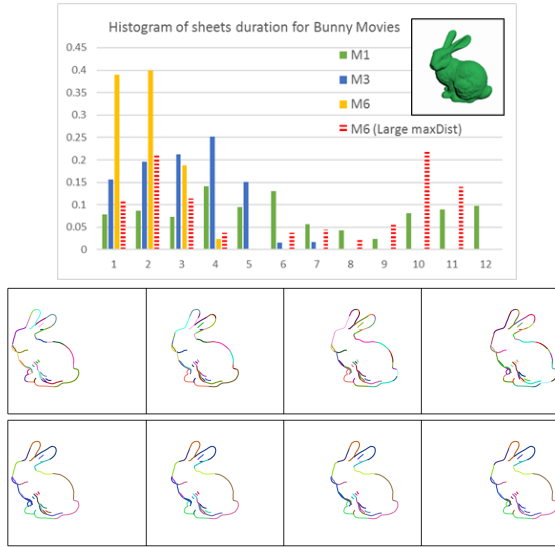 Histogram of sheets duration for Bunny Movies
0.45
0.4
0.35
0.3
0.25
0.2
0.15
0.1
0.05
0
M1
M3
M6
M6 (Large maxDist)
1 2 3 4 5 6 7 8 9 10 11 12